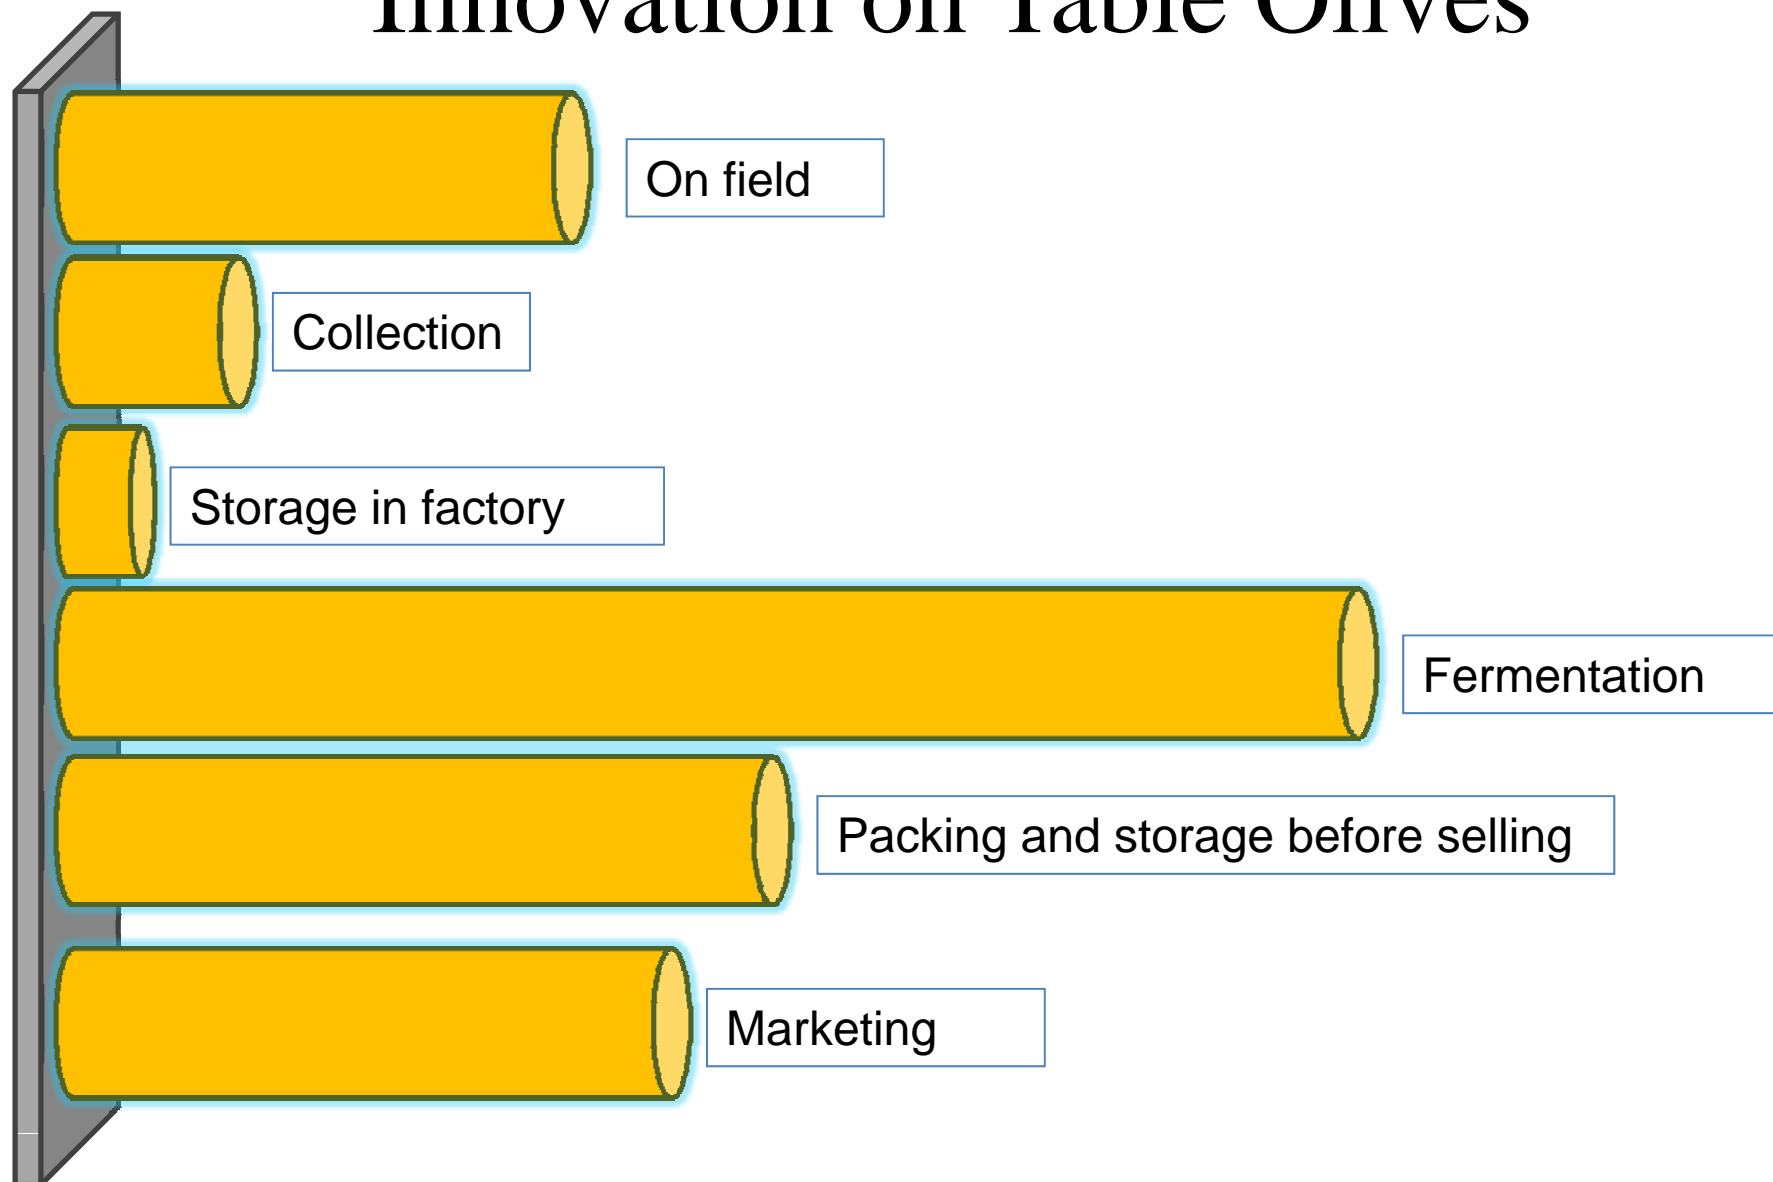 Innovation on Table Olives
On field
Collection
Storage in factory
Fermentation
Packing and storage before selling
Marketing